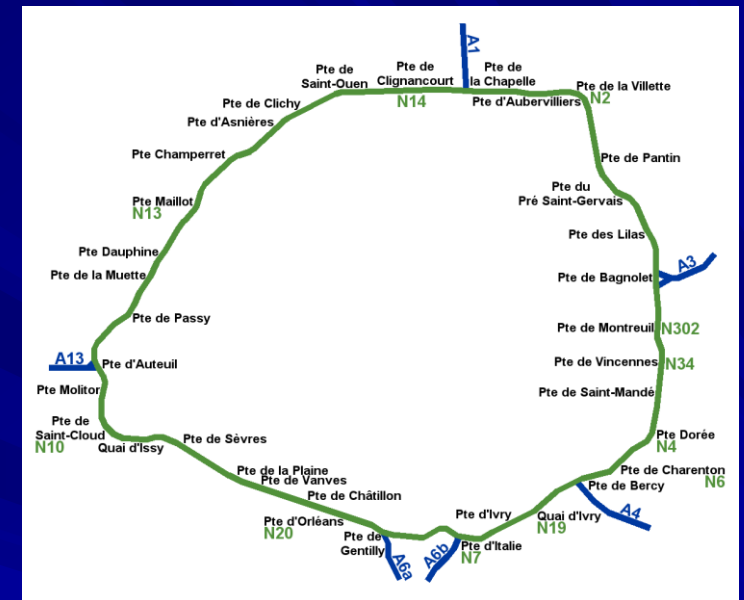 A1
Pte de
Saint-Ouen
Pte de
Clignancourt
Pte de
la Chapelle
N14
Pte d'Aubervilliers
Pte de la Villette
N2
Pte de Clichy
Pte d'Asnières
Pte Champerret
Pte de Pantin
Pte Maillot
N13
Pte du
Pré Saint-Gervais
Pte des Lilas
Pte Dauphine
Pte de la Muette
Pte de Bagnolet
A3
Pte de Passy
Pte de Montreuil
N302
A13
Pte d'Auteuil
Pte de Vincennes
N34
Pte Molitor
Pte de Saint-Mandé
Pte de
Saint-Cloud
N10
Quai d'Issy
Pte de Sèvres
Pte Dorée
N4
Pte de la Plaine
Pte de Vanves
Pte de Charenton
N6
Pte de Bercy
Pte de Châtillon
A4
Pte d'Orléans
N20
Pte de
Gentilly
Pte d'Ivry
Quai d'Ivry
N19
A6a
A6b
Pte d'Italie
N7